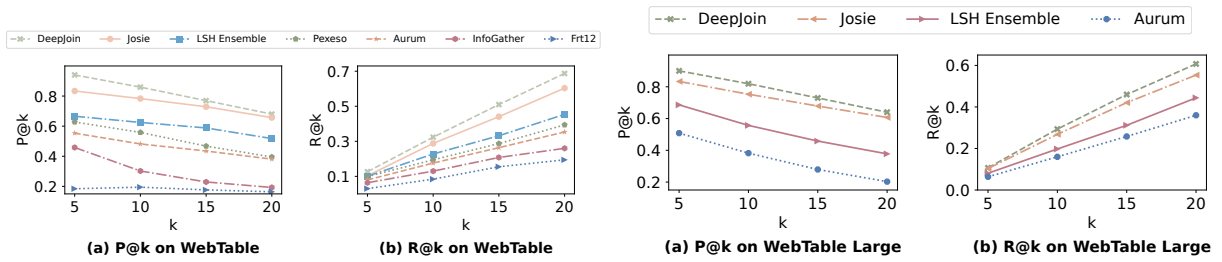 DeepJoin Josie LSH Ensemble Pexeso Aurum InfoGather Frt12
P@k
0.8
0.6
0.4
0.2
5 10 15 20
k
(a) P@k on WebTable
R@k
0.7
0.5
0.3
0.1
5 10 15 20
k
(b) R@k on WebTable
DeepJoin Josie LSH Ensemble Aurum
P@k
0.8
0.6
0.4
0.2
5 10 15 20
k
(a) P@k on WebTable Large
R@k
0.6
0.4
0.2
0.0
5 10 15 20
k
(b) R@k on WebTable Large